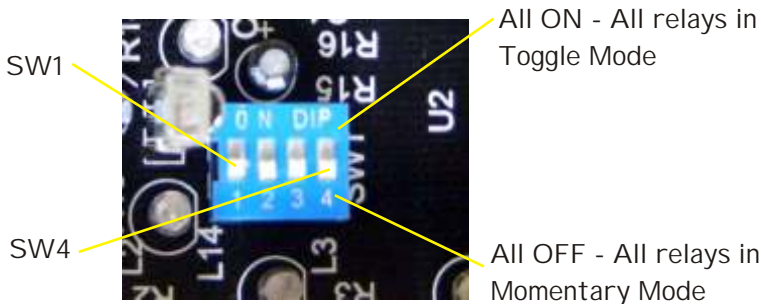 All ON - All relays in
Toggle Mode
SW1
R16
R15
U2
ON DIP
SW1
1 2 3 4
SW4
L14
L3
R3
All OFF - All relays in
Momentary Mode